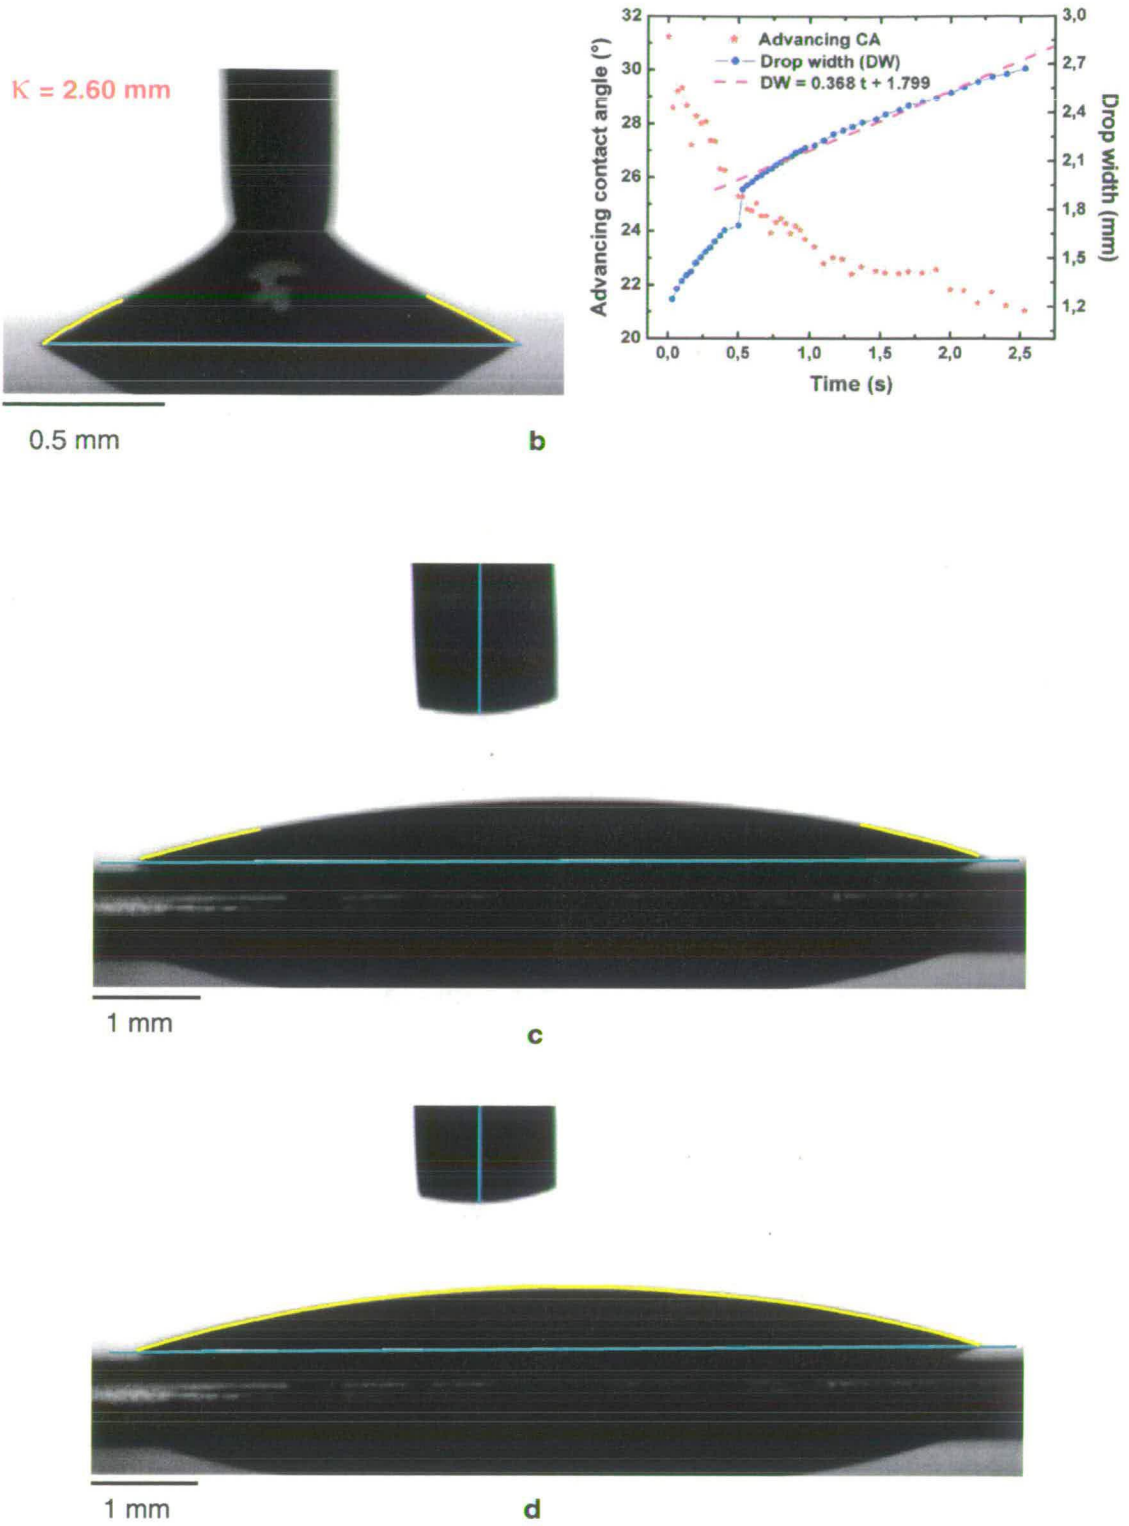 K = 2.60 mm
0.5 mm
b
Advancing contact angle (°)
32
30
28
26
24
22
20
Advancing CA
Drop width (DW)
DW = 0.368 t + 1.799
3,0
2,7
2,4
2,1
1,8
1,5
1,2
Drop width (mm)
0,0 0,5 1,0 1,5 2,0 2,5
Time (s)
1 mm
c
1 mm
d